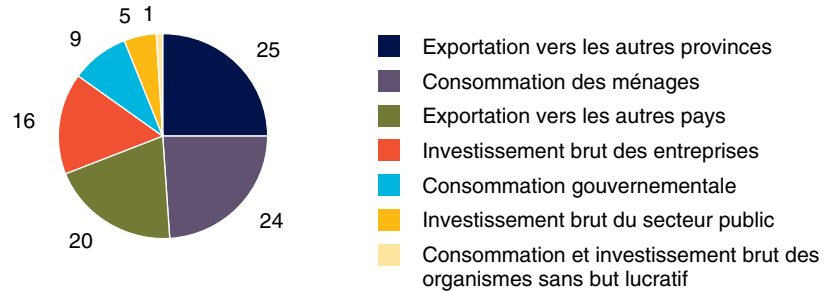 5 1
9
25
16
20
24
Exportation vers les autres provinces
Consommation des ménages
Exportation vers les autres pays
Investissement brut des entreprises
Consommation gouvernementale
Investissement brut du secteur public
Consommation et investissement brut des
organismes sans but lucratif